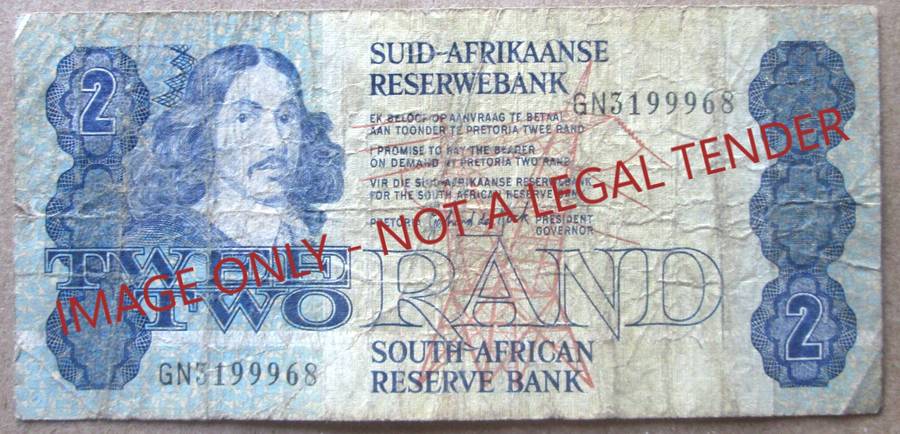 2
SUID-AFRIKAANSE
RESERWEBANK
GN3199968
EK BELOOF OP AANVRAAG TE BETAAL
AAN TOONDER TE PRETORIA TWEE RAND
I PROMISE TO PAY THE BEARER
ON DEMAND AT PRETORIA TWO RAND
VIR DIE SUID-AFRIKAANSE RESERWEBANK
FOR THE SOUTH AFRICAN RESERVE BANK
PRETORIA PRESIDENT
GOVERNOR
IMAGE ONLY - NOT A LEGAL TENDER
TWEE
TWO RAND
2
GN3199968
SOUTH AFRICAN
RESERVE BANK